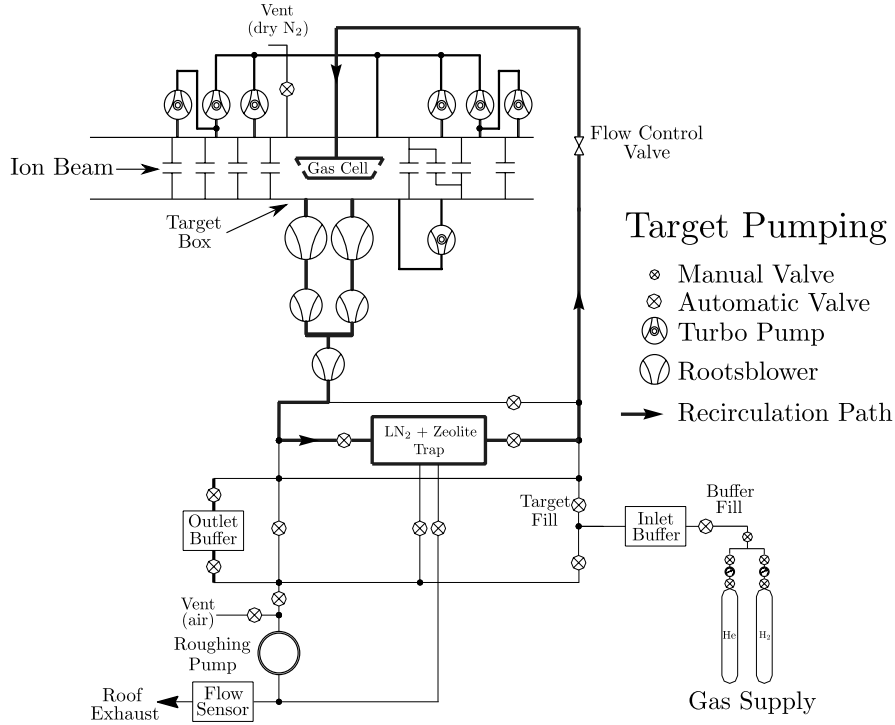 Vent
(dry N2)
Flow Control
Valve
Ion Beam
Gas Cell
Target
Box
Target Pumping
Manual Valve
Automatic Valve
Turbo Pump
Rootsblower
Recirculation Path
LN2 + Zeolite
Trap
Target
Fill
Buffer
Fill
Outlet
Buffer
Inlet
Buffer
Vent
(air)
Roughing
Pump
He
H2
Roof
Exhaust
Flow
Sensor
Gas Supply